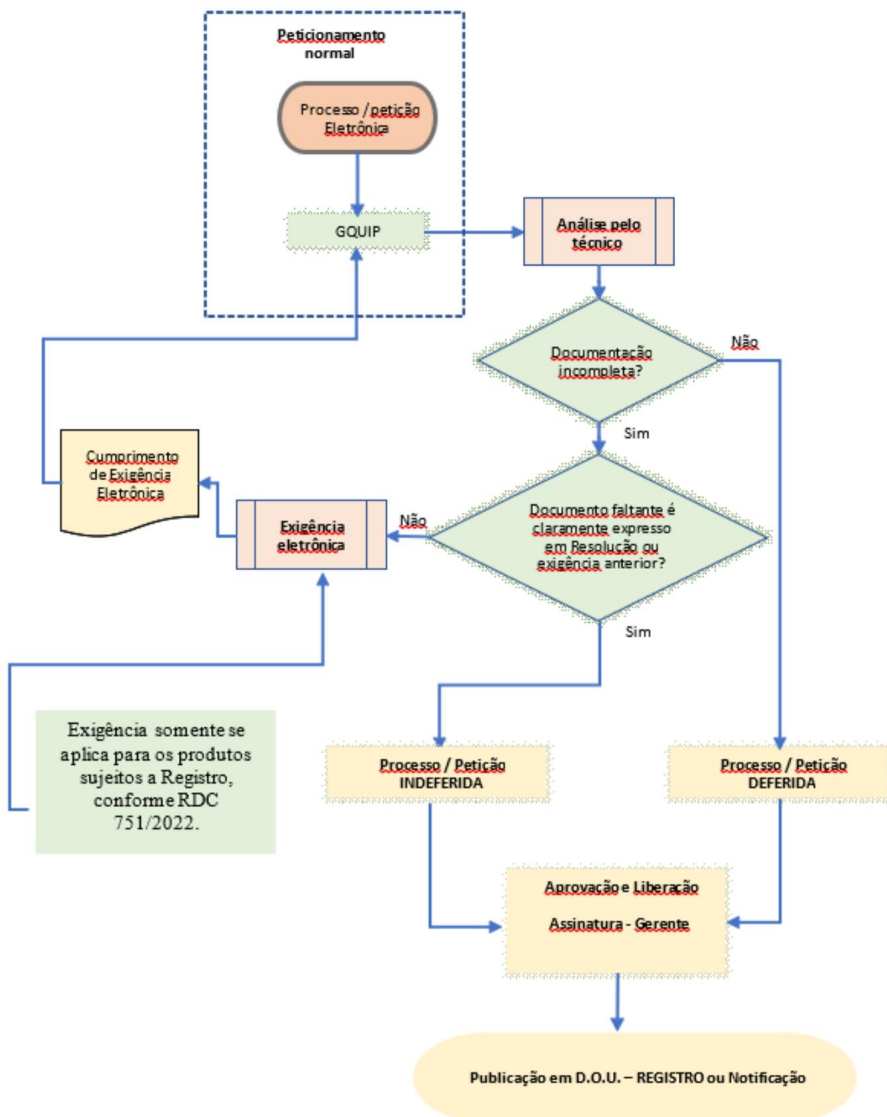 Peticionamento
normal
Processo / petição
Eletrônica
GQUIP
Análise pelo
técnico
Documentação
incompleta?
Não
Sim
Cumprimento
de Exigência
Eletrônica
Exigência
eletrônica
Não
Documento faltante é
claramente expresso
em Resolução ou
exigência anterior?
Sim
Exigência somente se
aplica para os produtos
sujeitos a Registro,
conforme RDC
751/2022.
Processo / Petição
INDEFERIDA
Processo / Petição
DEFERIDA
Aprovação e Liberação
Assinatura - Gerente
Publicação em D.O.U. – REGISTRO ou Notificação